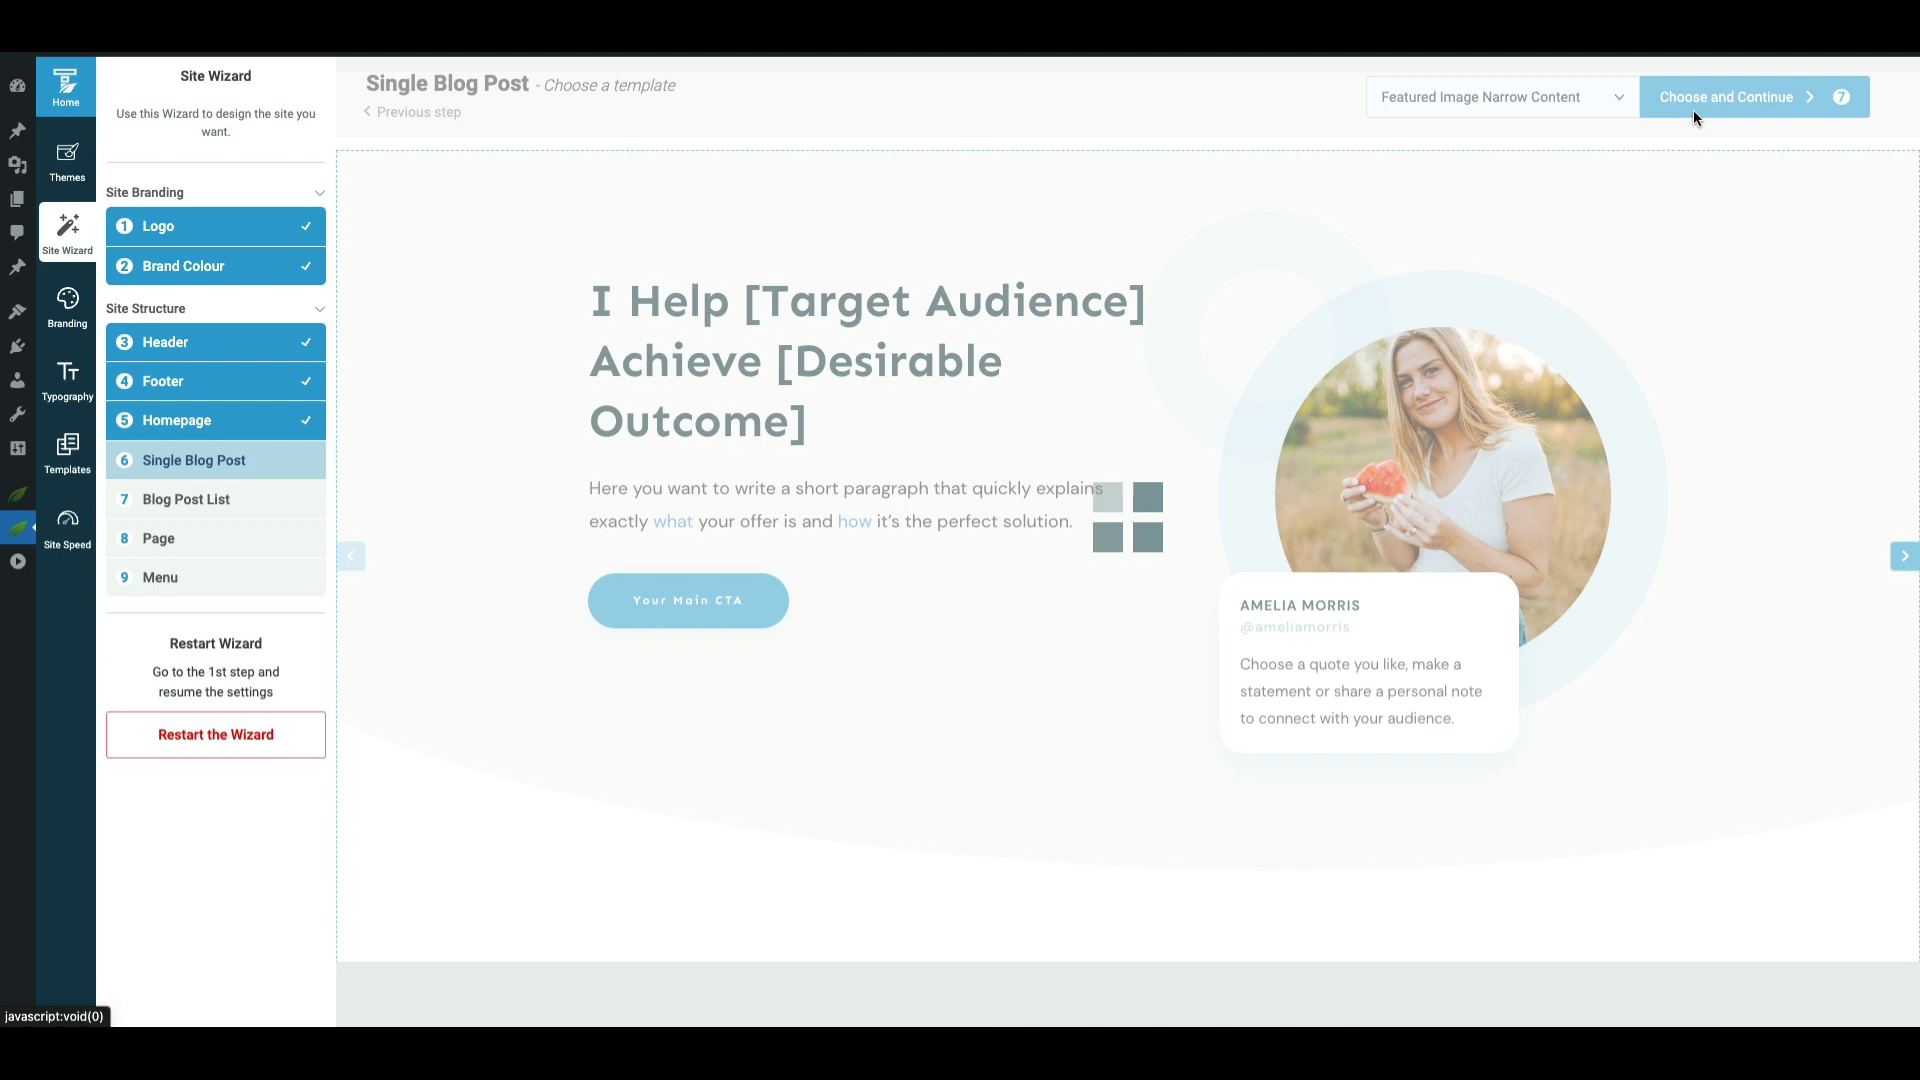 Home
Themes
Site Wizard
Branding
Typography
Templates
Site Speed
Site Wizard
Use this Wizard to design the site you
want.
Site Branding
1 Logo
2 Brand Colour
Site Structure
3 Header
4 Footer
5 Homepage
6 Single Blog Post
7 Blog Post List
8 Page
9 Menu
Restart Wizard
Go to the 1st step and
resume the settings
Restart the Wizard
Single Blog Post - Choose a template
Previous step
Featured Image Narrow Content
Choose and Continue 7
I Help [Target Audience]
Achieve [Desirable
Outcome]
Here you want to write a short paragraph that quickly explains
exactly what your offer is and how it's the perfect solution.
Your Main CTA
AMELIA MORRIS
@ameliamorris
Choose a quote you like, make a
statement or share a personal note
to connect with your audience.
javascript:void(0)